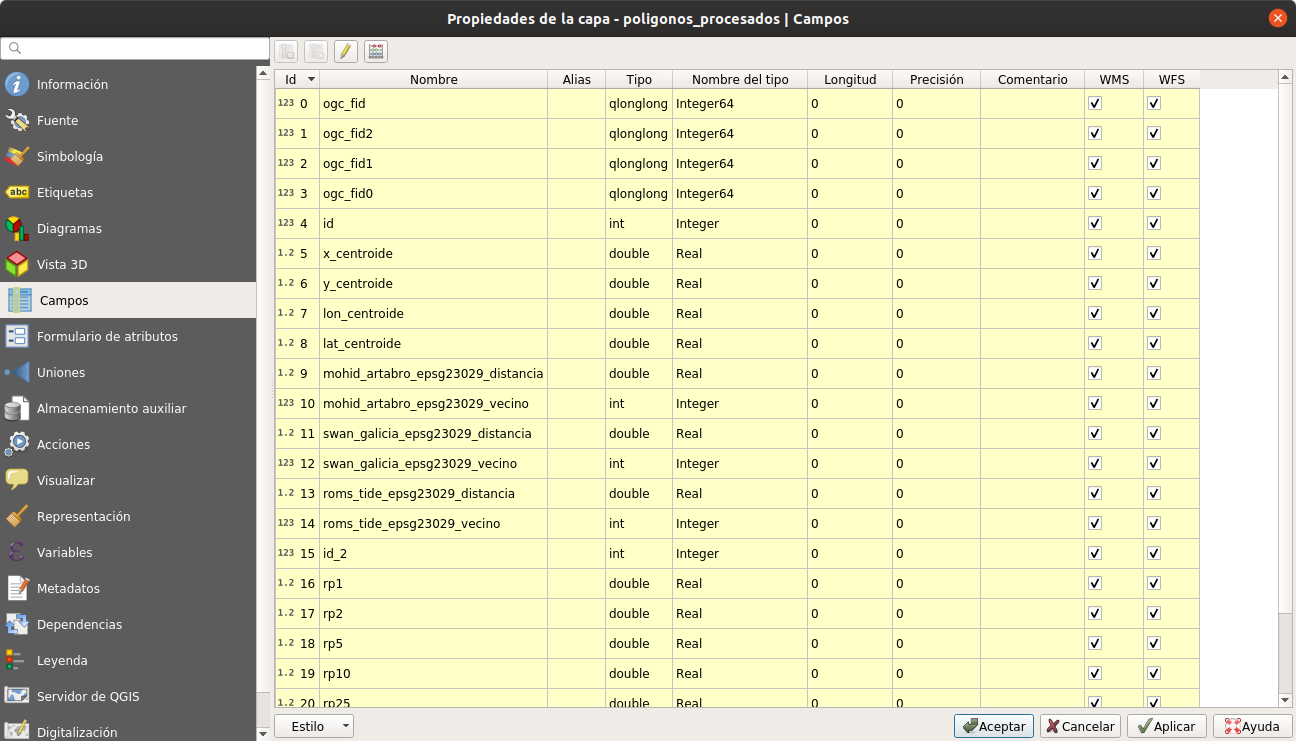 Propiedades de la capa - poligonos_procesados | Campos
Información
Fuente
Simbología
abc Etiquetas
Diagramas
Vista 3D
Campos
Formulario de atributos
Uniones
Almacenamiento auxiliar
Acciones
Visualizar
Representación
Variables
Metadatos
Dependencias
Leyenda
Servidor de QGIS
Digitalización
Id Nombre Alias Tipo Nombre del tipo Longitud Precisión Comentario WMS WFS
123 0 ogc_fid qlonglong Integer64 0 0
123 1 ogc_fid2 qlonglong Integer64 0 0
123 2 ogc_fid1 qlonglong Integer64 0 0
123 3 ogc_fid0 qlonglong Integer64 0 0
123 4 id int Integer 0 0
1.2 5 x_centroide double Real 0 0
1.2 6 y_centroide double Real 0 0
1.2 7 lon_centroide double Real 0 0
1.2 8 lat_centroide double Real 0 0
1.2 9 mohid_artabro_epsg23029_distancia double Real 0 0
123 10 mohid_artabro_epsg23029_vecino int Integer 0 0
1.2 11 swan_galicia_epsg23029_distancia double Real 0 0
123 12 swan_galicia_epsg23029_vecino int Integer 0 0
1.2 13 roms_tide_epsg23029_distancia double Real 0 0
123 14 roms_tide_epsg23029_vecino int Integer 0 0
123 15 id_2 int Integer 0 0
1.2 16 rp1 double Real 0 0
1.2 17 rp2 double Real 0 0
1.2 18 rp5 double Real 0 0
1.2 19 rp10 double Real 0 0
1.2 20 rp25 double Real 0 0
Estilo Aceptar Cancelar Aplicar Ayuda